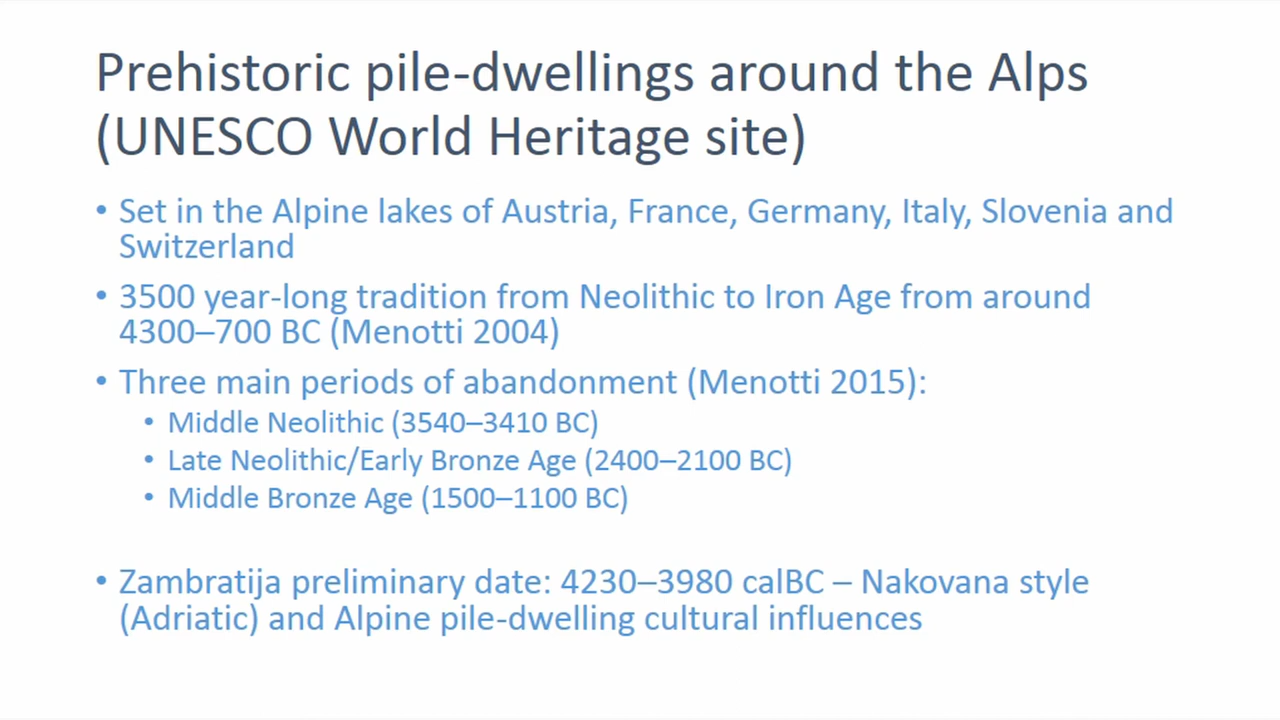 Prehistoric pile-dwellings around the Alps
(UNESCO World Heritage site)
• Set in the Alpine lakes of Austria, France, Germany, Italy, Slovenia and
Switzerland
• 3500 year-long tradition from Neolithic to Iron Age from around
4300–700 BC (Menotti 2004)
• Three main periods of abandonment (Menotti 2015):
• Middle Neolithic (3540–3410 BC)
• Late Neolithic/Early Bronze Age (2400–2100 BC)
• Middle Bronze Age (1500–1100 BC)
• Zambratija preliminary date: 4230–3980 calBC – Nakovana style
(Adriatic) and Alpine pile-dwelling cultural influences